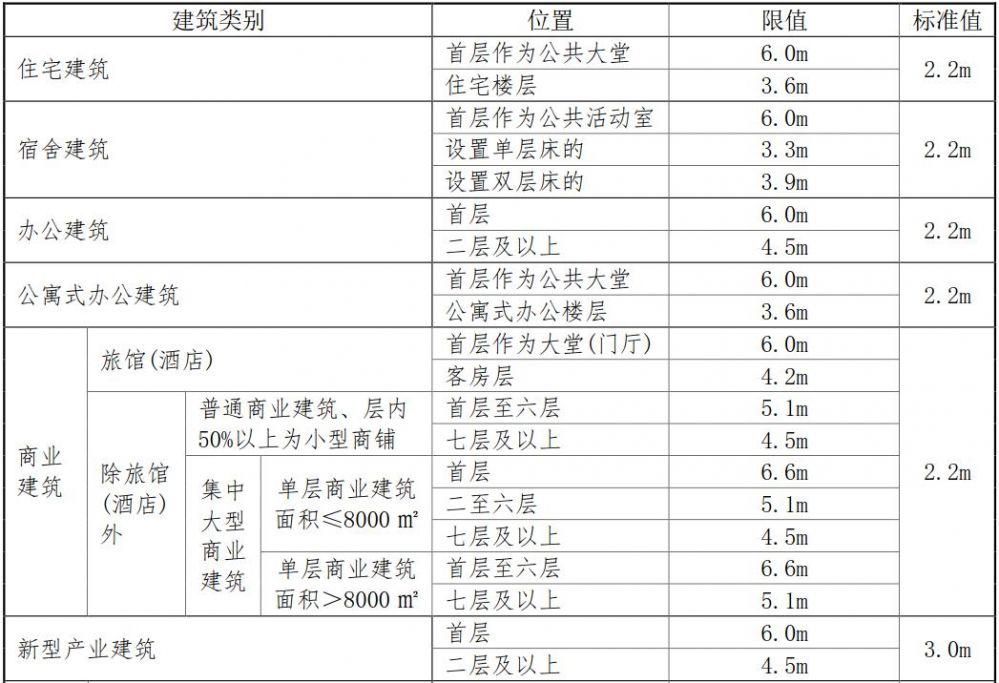 建筑类别 位置 限值 标准值
住宅建筑 首层作为公共大堂 6.0m 2.2m
住宅楼层 3.6m
宿舍建筑 首层作为公共活动室 6.0m 2.2m
设置单层床的 3.3m
设置双层床的 3.9m
办公建筑 首层 6.0m 2.2m
二层及以上 4.5m
公寓式办公建筑 首层作为公共大堂 6.0m 2.2m
公寓式办公楼层 3.6m
商业
建筑
旅馆(酒店) 首层作为大堂(门厅) 6.0m 2.2m
客房层 4.2m
除旅馆
(酒店)
外
普通商业建筑、层内
50%以上为小型商铺
首层至六层 5.1m
七层及以上 4.5m
集中
大型
商业
建筑
单层商业建筑
面积≤8000 ㎡
首层 6.6m
二至六层 5.1m
七层及以上 4.5m
单层商业建筑
面积＞8000 ㎡
首层至六层 6.6m
七层及以上 5.1m
新型产业建筑 首层 6.0m 3.0m
二层及以上 4.5m